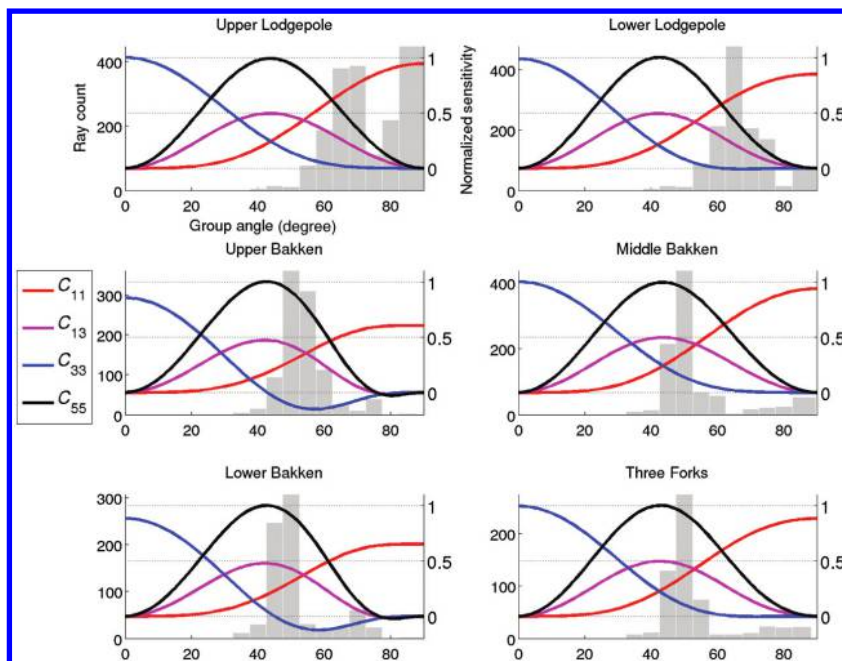 Upper Lodgepole
Lower Lodgepole
400
200
0
Ray count
0 20 40 60 80
Group angle (degree)
1
0.5
0
Normalized sensitivity
400
300
200
100
0
0 20 40 60 80
1
0.5
0
Upper Bakken
Middle Bakken
C11
C13
C33
C55
300
200
100
0
0 20 40 60 80
1
0.5
0
400
300
200
100
0
0 20 40 60 80
1
0.5
0
Lower Bakken
Three Forks
300
200
100
0
0 20 40 60 80
1
0.5
0
200
100
0
0 20 40 60 80
1
0.5
0